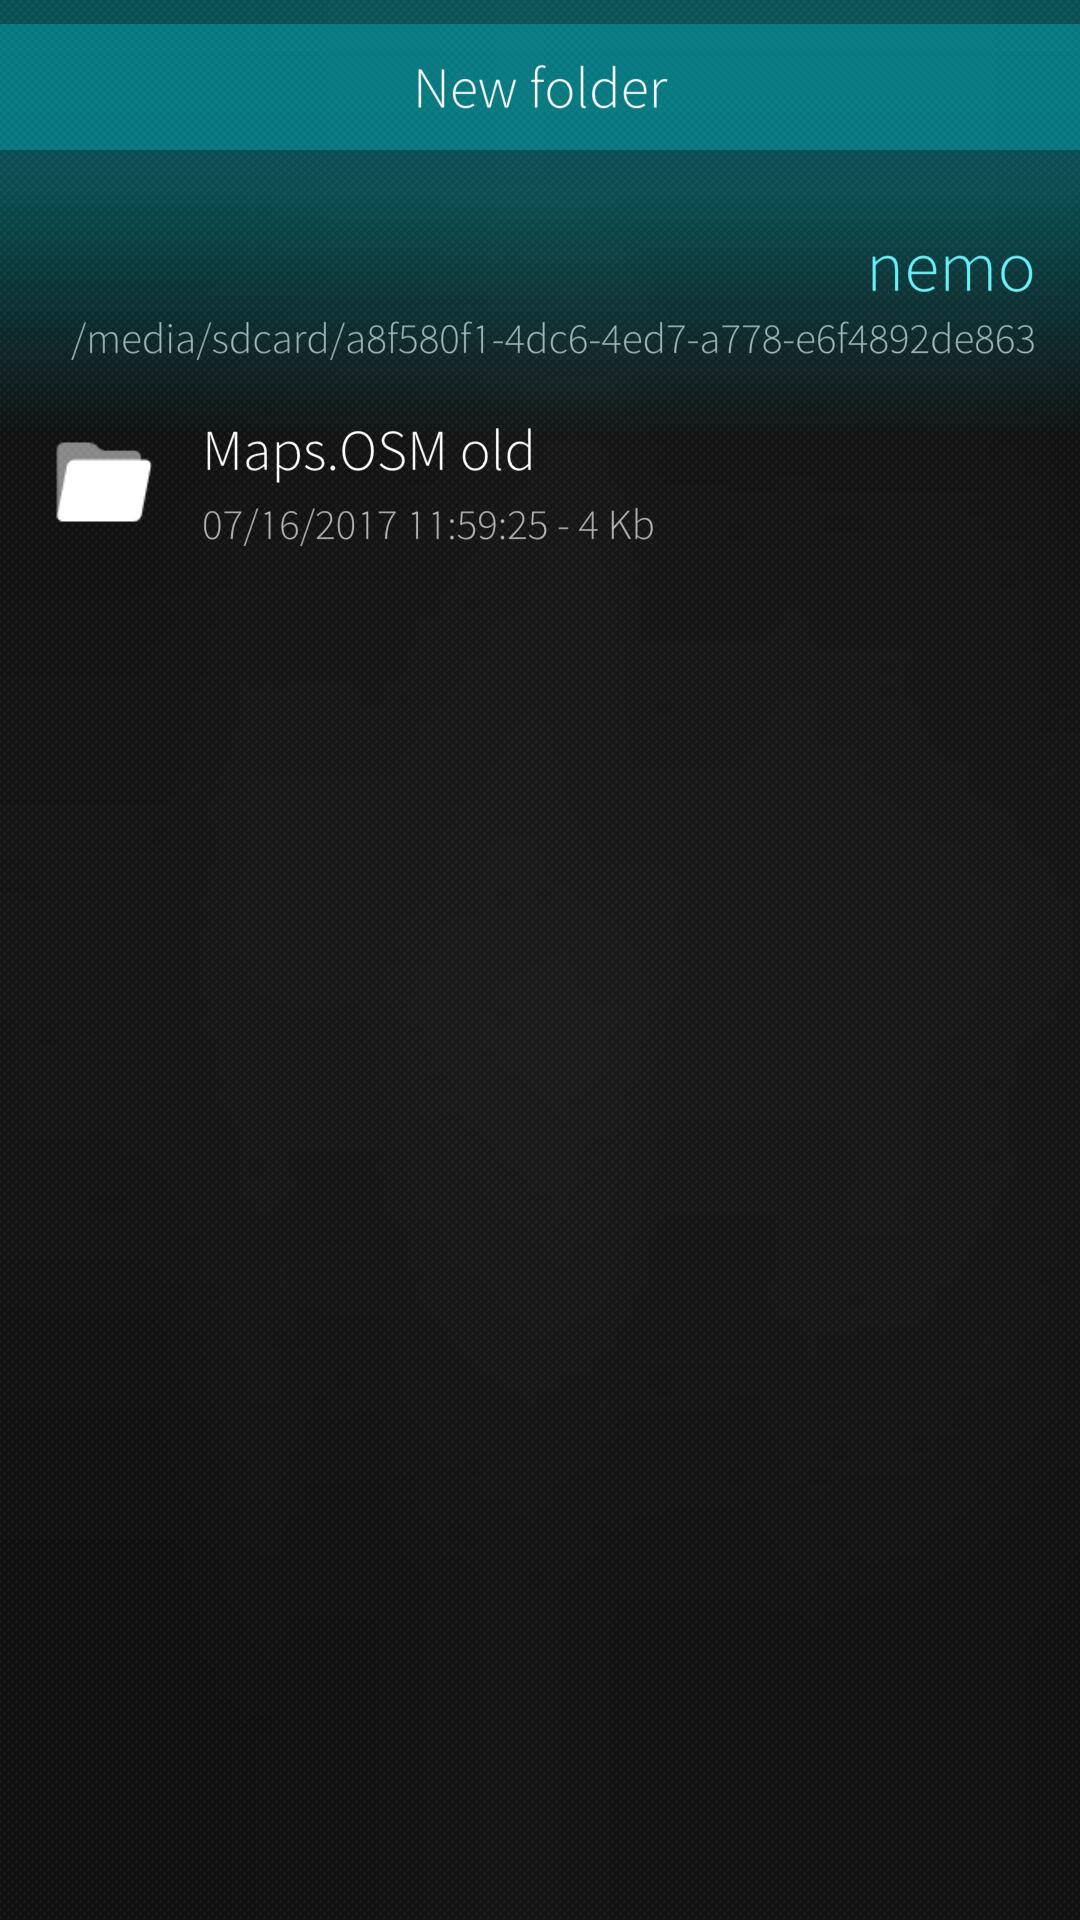 New folder
nemo
/media/sdcard/a8f580f1-4dc6-4ed7-a778-e6f4892de863
Maps.OSM old
07/16/2017 11:59:25 - 4 Kb